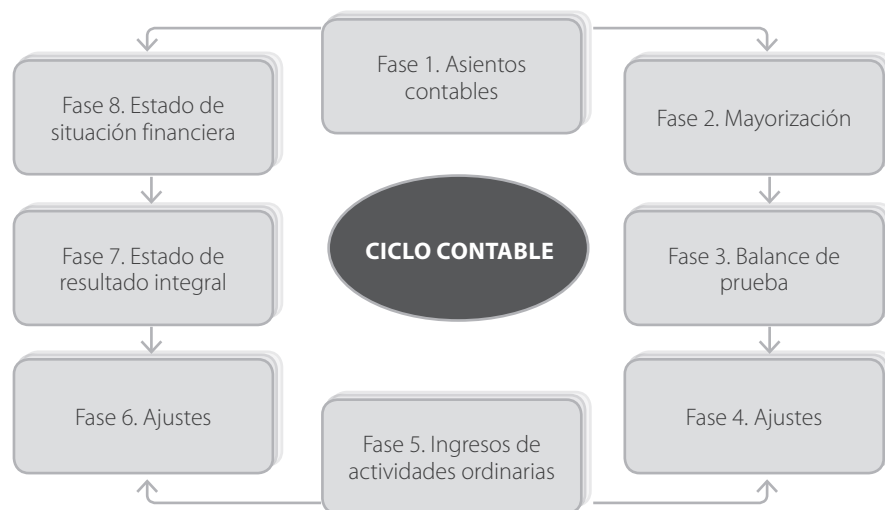 Fase 1. Asientos
contables
Fase 8. Estado de
situación financiera
Fase 2. Mayorización
CICLO CONTABLE
Fase 7. Estado de
resultado integral
Fase 3. Balance de
prueba
Fase 6. Ajustes
Fase 4. Ajustes
Fase 5. Ingresos de
actividades ordinarias